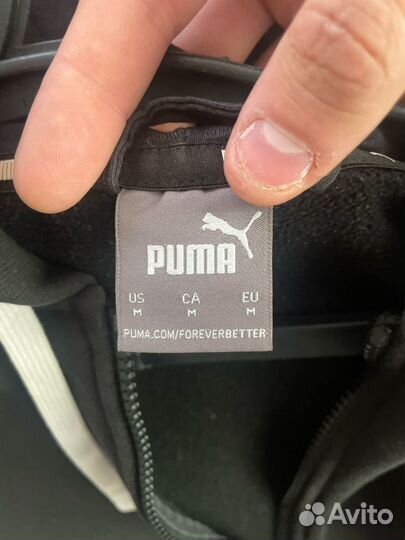 PUMA
US CA EU
M M M
PUMA.COM/FOREVERBETTER
Avito